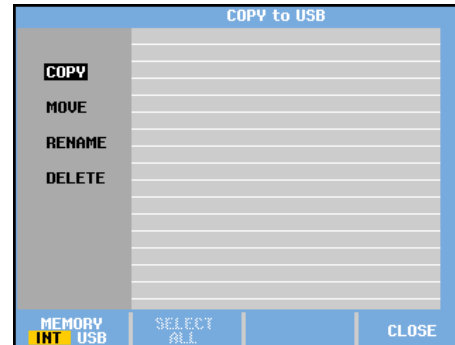 COPY to USB
COPY
MOVE
RENAME
DELETE
MEMORY
INT USB
SELECT
ALL
CLOSE